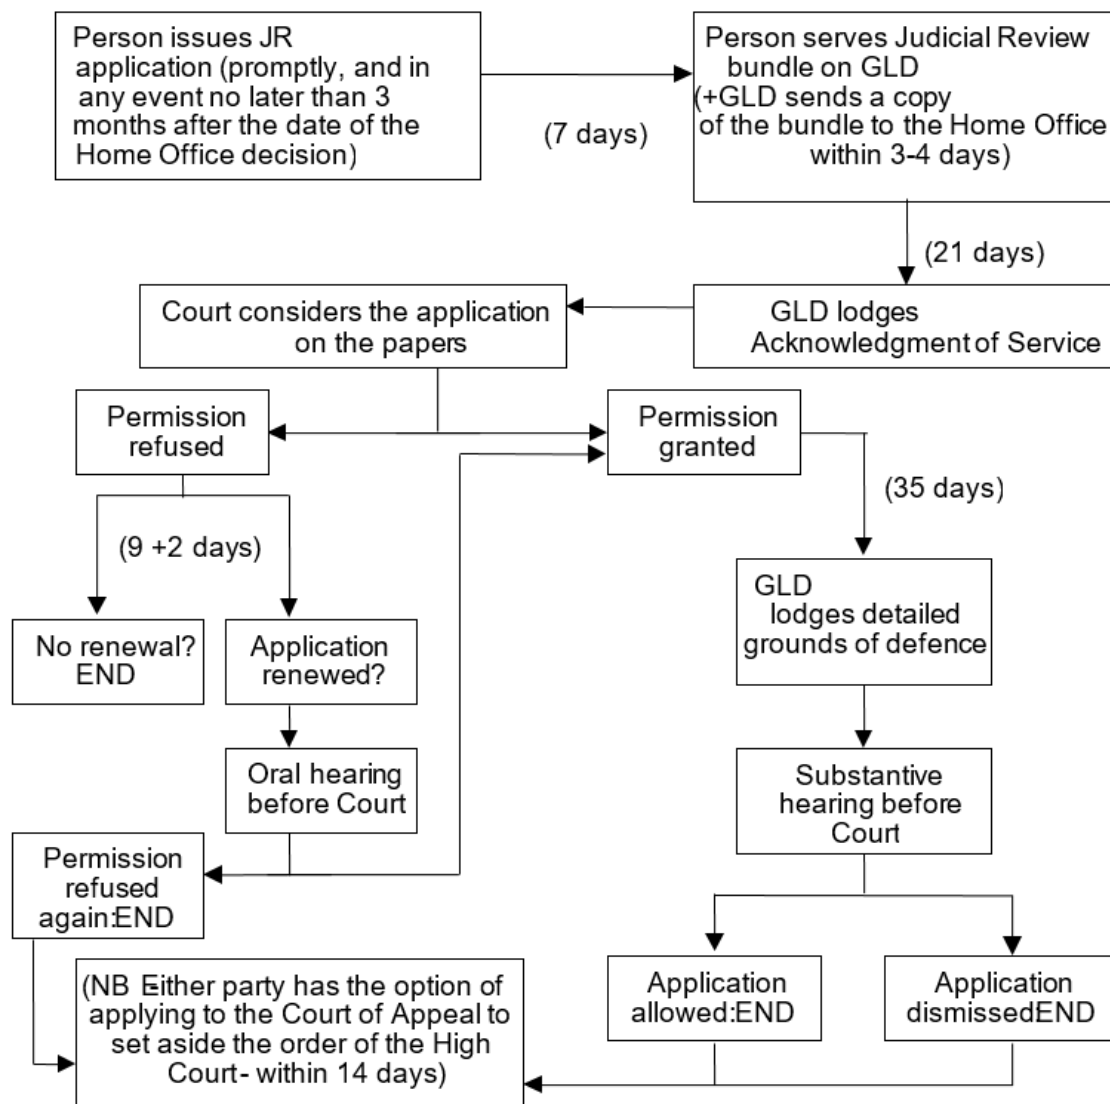 Person issues JR
application (promptly, and in
any event no later than 3
months after the date of the
Home Office decision)
(7 days)
Person serves Judicial Review
bundle on GLD
(+GLD sends a copy
of the bundle to the Home Office
within 3-4 days)
(21 days)
GLD lodges
Acknowledgment of Service
Court considers the application
on the papers
Permission
refused
Permission
granted
(35 days)
(9 +2 days)
No renewal?
END
Application
renewed?
GLD
lodges detailed
grounds of defence
Oral hearing
before Court
Substantive
hearing before
Court
Permission
refused
again:END
Application
allowed:END
Application
dismissed:END
(NB Either party has the option of
applying to the Court of Appeal to
set aside the order of the High
Court- within 14 days)